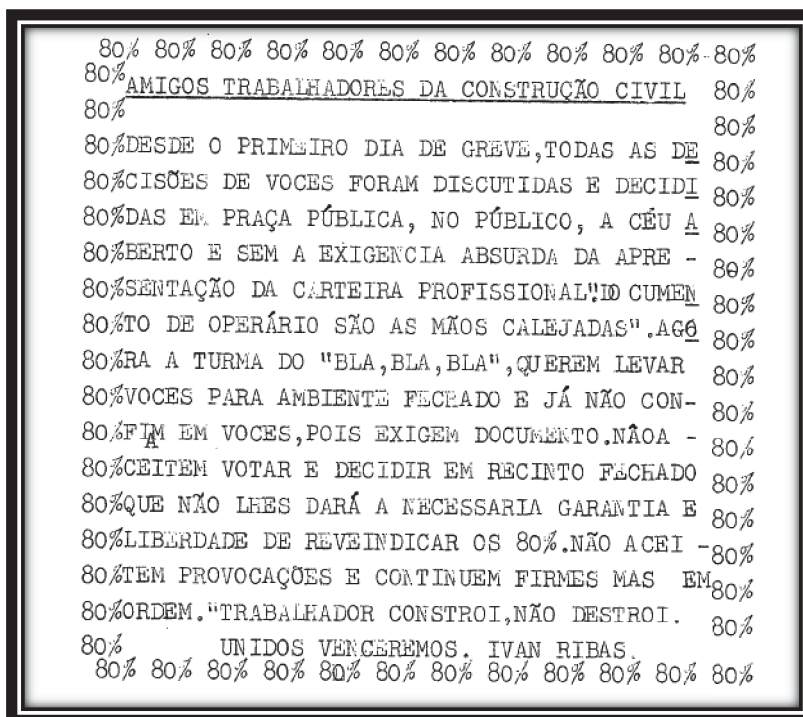 80% 80% 80% 80% 80% 80% 80% 80% 80% 80% 80%-80%
80% AMIGOS TRABALHADORES DA CONSTRUÇÃO CIVIL 80%
80% 80%
80%DESDE O PRIMEIRO DIA DE GREVE,TODAS AS DE 80%
80%CISÕES DE VOCES FORAM DISCUTIDAS E DECIDI 80%
80%DAS EM PRAÇA PÚBLICA, NO PÚBLICO, A CÉU A 80%
80%BERTO E SEM A EXIGENCIA ABSURDA DA APRE - 80%
80%SENTAÇÃO DA CARTEIRA PROFISSIONAL"DO CUMEN 80%
80%TO DE OPERÁRIO SÃO AS MÃOS CALEJADAS".AGO 80%
80%RA A TURMA DO "BLA,BLA,BLA",QUEREM LEVAR 80%
80%VOCES PARA AMBIENTE FECHADO E JÁ NÃO CON- 80%
80%FIAM EM VOCES,POIS EXIGEM DOCUMENTO.NÃOA - 80%
80%CEITEM VOTAR E DECIDIR EM RECINTO FECHADO 80%
80%QUE NÃO LHES DARÁ A NECESSARIA GARANTIA E 80%
80%LIBERDADE DE REVEINDICAR OS 80%.NÃO ACEI - 80%
80%TEM PROVOCAÇÕES E CONTINUEM FIRMES MAS EM 80%
80%ORDEM."TRABALHADOR CONSTROI,NÃO DESTROI. 80%
80% UNIDOS VENCEREMOS. IVAN RIBAS.
80% 80% 80% 80% 80% 80% 80% 80% 80% 80% 80% 80%